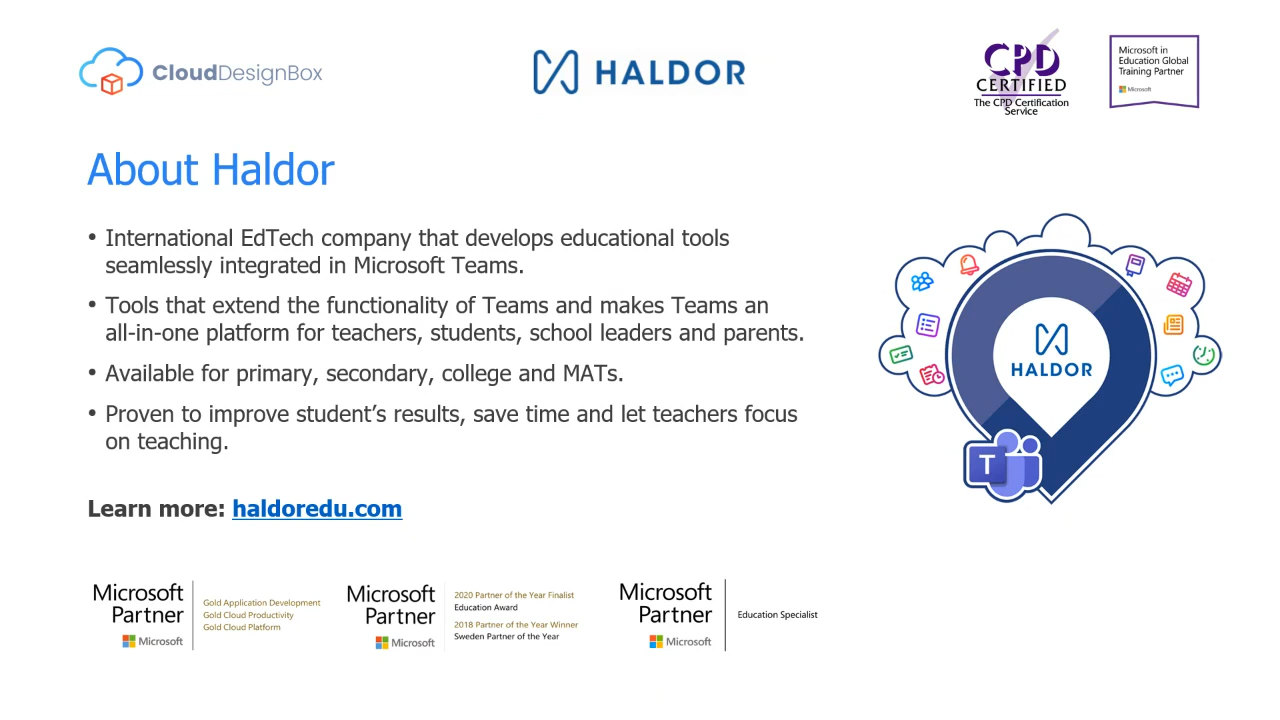 CloudDesignBox
HALDOR
CPD
CERTIFIED
The CPD Certification
Service
Microsoft in
Education Global
Training Partner
Microsoft
About Haldor
• International EdTech company that develops educational tools
seamlessly integrated in Microsoft Teams.
• Tools that extend the functionality of Teams and makes Teams an
all-in-one platform for teachers, students, school leaders and parents.
• Available for primary, secondary, college and MATs.
• Proven to improve student’s results, save time and let teachers focus
on teaching.
HALDOR
T
Learn more: haldoredu.com
Microsoft
Partner
Microsoft
Gold Application Development
Gold Cloud Productivity
Gold Cloud Platform
Microsoft
Partner
Microsoft
2020 Partner of the Year Finalist
Education Award
2018 Partner of the Year Winner
Sweden Partner of the Year
Microsoft
Partner
Microsoft
Education Specialist